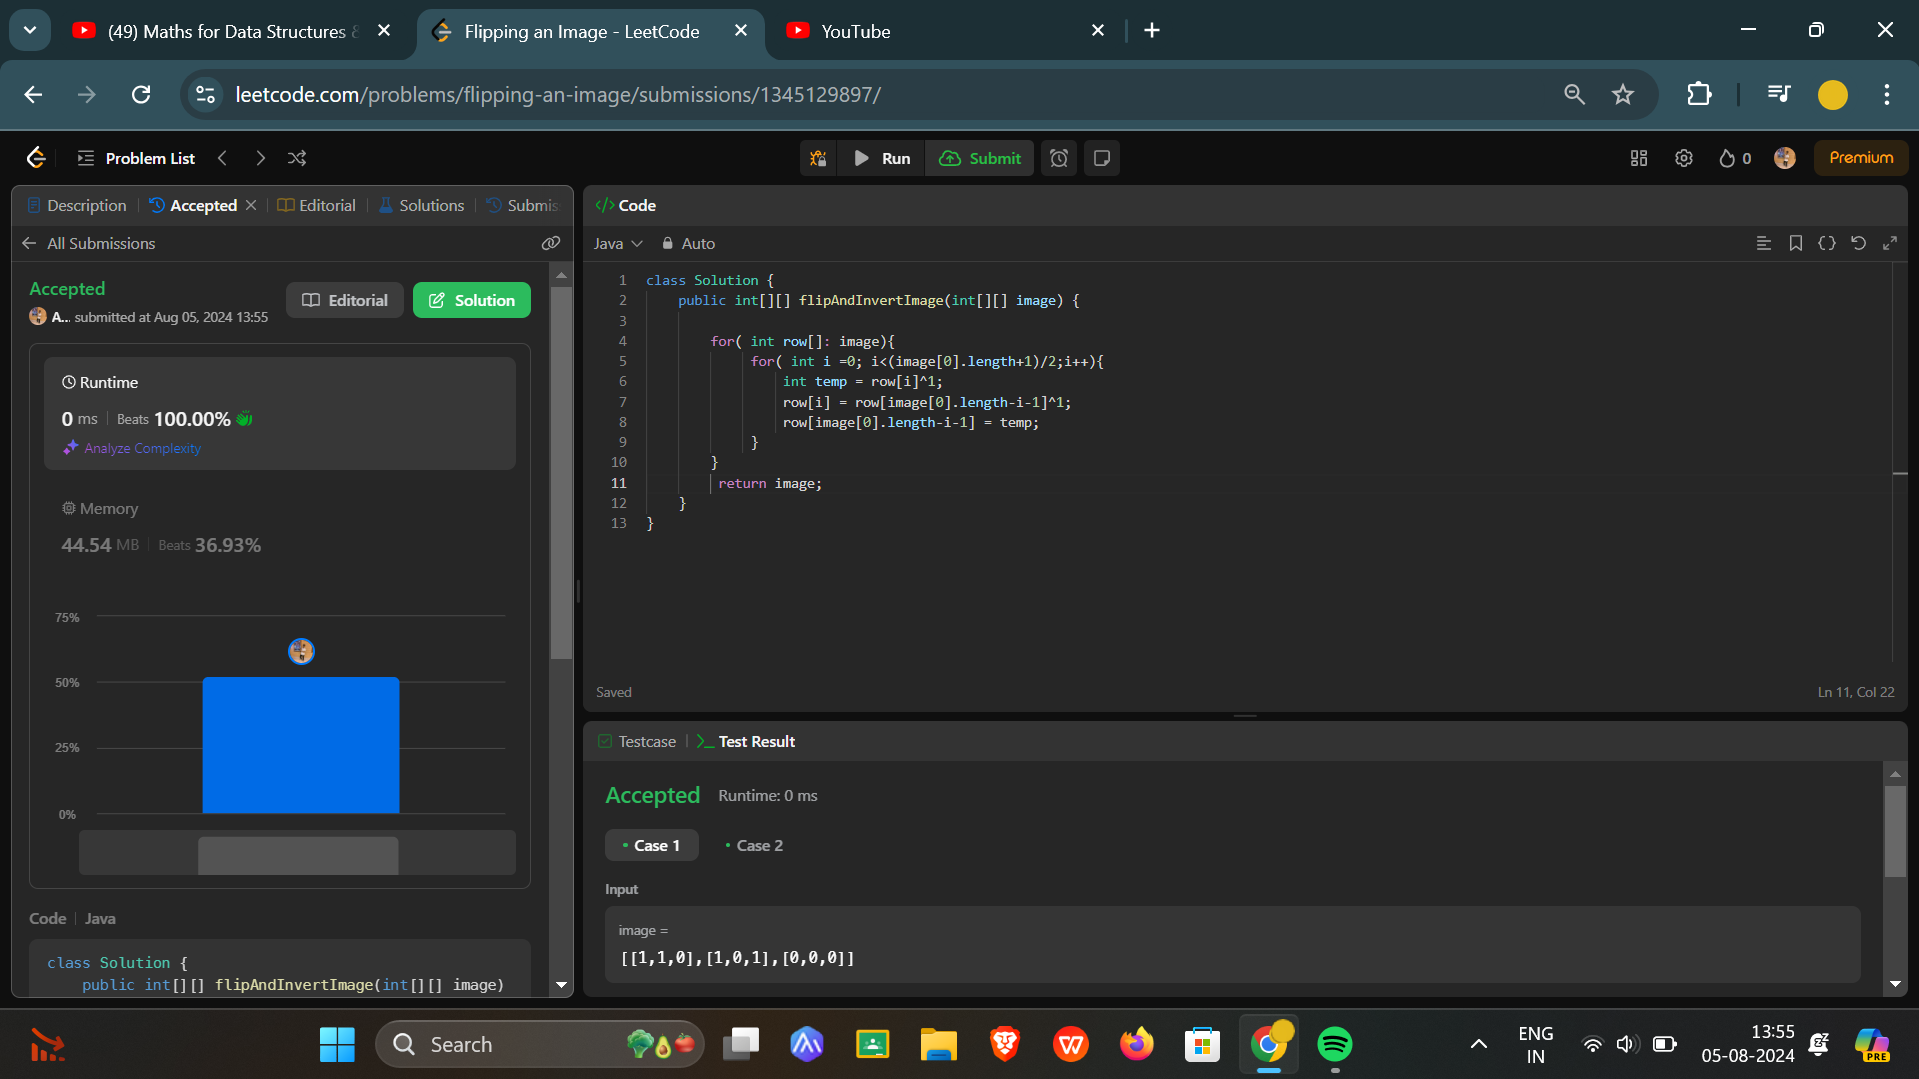 (49) Maths for Data Structures &
Flipping an Image - LeetCode
YouTube
leetcode.com/problems/flipping-an-image/submissions/1345129897/
Problem List
Run
Submit
0
Premium
Description
Accepted
Editorial
Solutions
Submis
All Submissions
Accepted
A... submitted at Aug 05, 2024 13:55
Editorial
Solution
Runtime
0 ms | Beats 100.00%
Analyze Complexity
Memory
44.54 MB | Beats 36.93%
75%
50%
25%
0%
Code | Java
class Solution {
public int[][] flipAndInvertImage(int[][] image)
</> Code
Java
Auto
1 class Solution {
2 public int[][] flipAndInvertImage(int[][] image) {
3
4 for( int row[]: image){
5 for( int i =0; i<(image[0].length+1)/2;i++){
6 int temp = row[i]^1;
7 row[i] = row[image[0].length-i-1]^1;
8 row[image[0].length-i-1] = temp;
9 }
10 }
11 return image;
12 }
13 }
Saved
Ln 11, Col 22
Testcase
Test Result
Accepted Runtime: 0 ms
Case 1
Case 2
Input
image =
[[1,1,0],[1,0,1],[0,0,0]]
Search
ENG
IN
13:55
05-08-2024
PRE